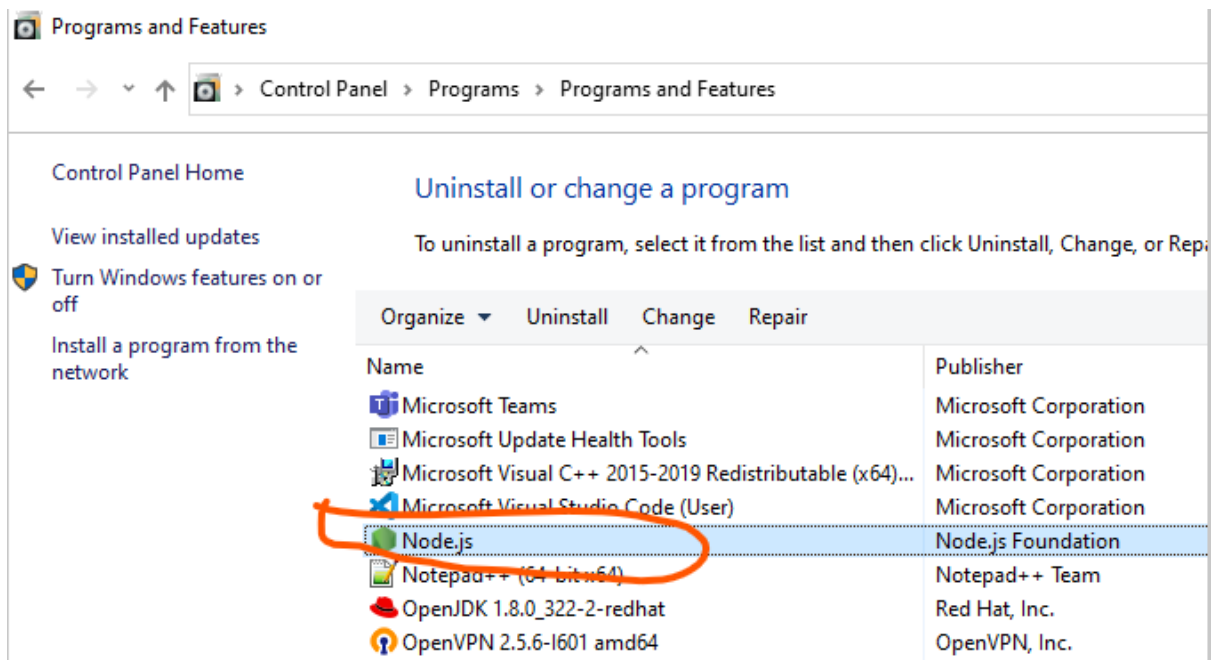 Programs and Features
Control Panel > Programs > Programs and Features
Control Panel Home
View installed updates
Turn Windows features on or
off
Install a program from the
network
Uninstall or change a program
To uninstall a program, select it from the list and then click Uninstall, Change, or Repa
Organize Uninstall Change Repair
Name Publisher
Microsoft Teams Microsoft Corporation
Microsoft Update Health Tools Microsoft Corporation
Microsoft Visual C++ 2015-2019 Redistributable (x64)... Microsoft Corporation
Microsoft Visual Studio Code (User) Microsoft Corporation
Node.js Node.js Foundation
Notepad++ (64-bit x64) Notepad++ Team
OpenJDK 1.8.0_322-2-redhat Red Hat, Inc.
OpenVPN 2.5.6-I601 amd64 OpenVPN, Inc.